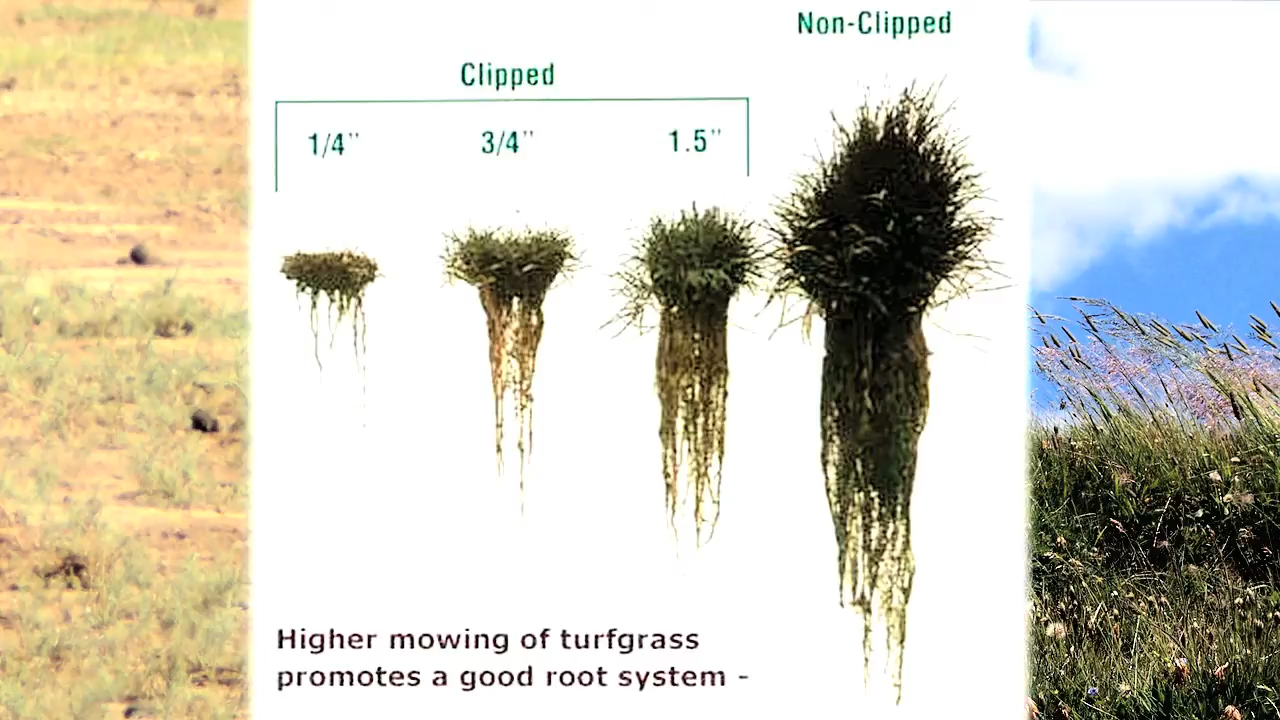 Non-Clipped
Clipped
1/4" 3/4" 1.5"
Higher mowing of turfgrass
promotes a good root system -